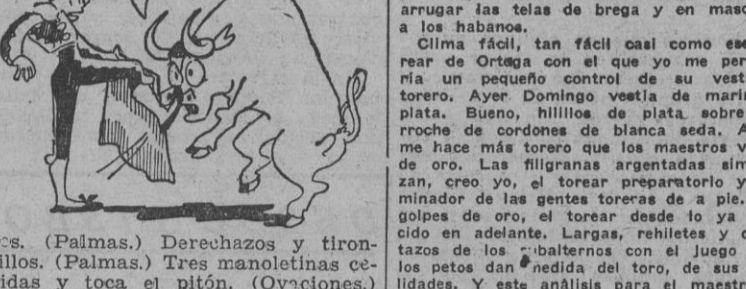 os. (Palmas.) Derechazos y tiron-
illos. (Palmas.) Tres manoletinas ce-
idas y toca el pitón. (Ovaciones.)
arrugar las telas de brega y en masc
a los habanos.
Clima fácil, tan fácil casi como ese
rear de Ortega con el que yo me per
ría un pequeño control de su vest
torero. Ayer Domingo vestía de marin
plata. Bueno, hilillos de plata sobre
rroche de cordones de blanca seda. A
me hace más torero que los maestros v
de oro. Las filigranas argentadas sim
zan, creo yo, el torear preparatorio y
minador de las gentes toreras de a pie.
golpes de oro, el torear desde lo ya
cido en adelante. Largas, rehiletes y c
tazos de los subalternos con el juego
los petos dan medida del toro, de sus
lidades. Y este análisis para el maestr